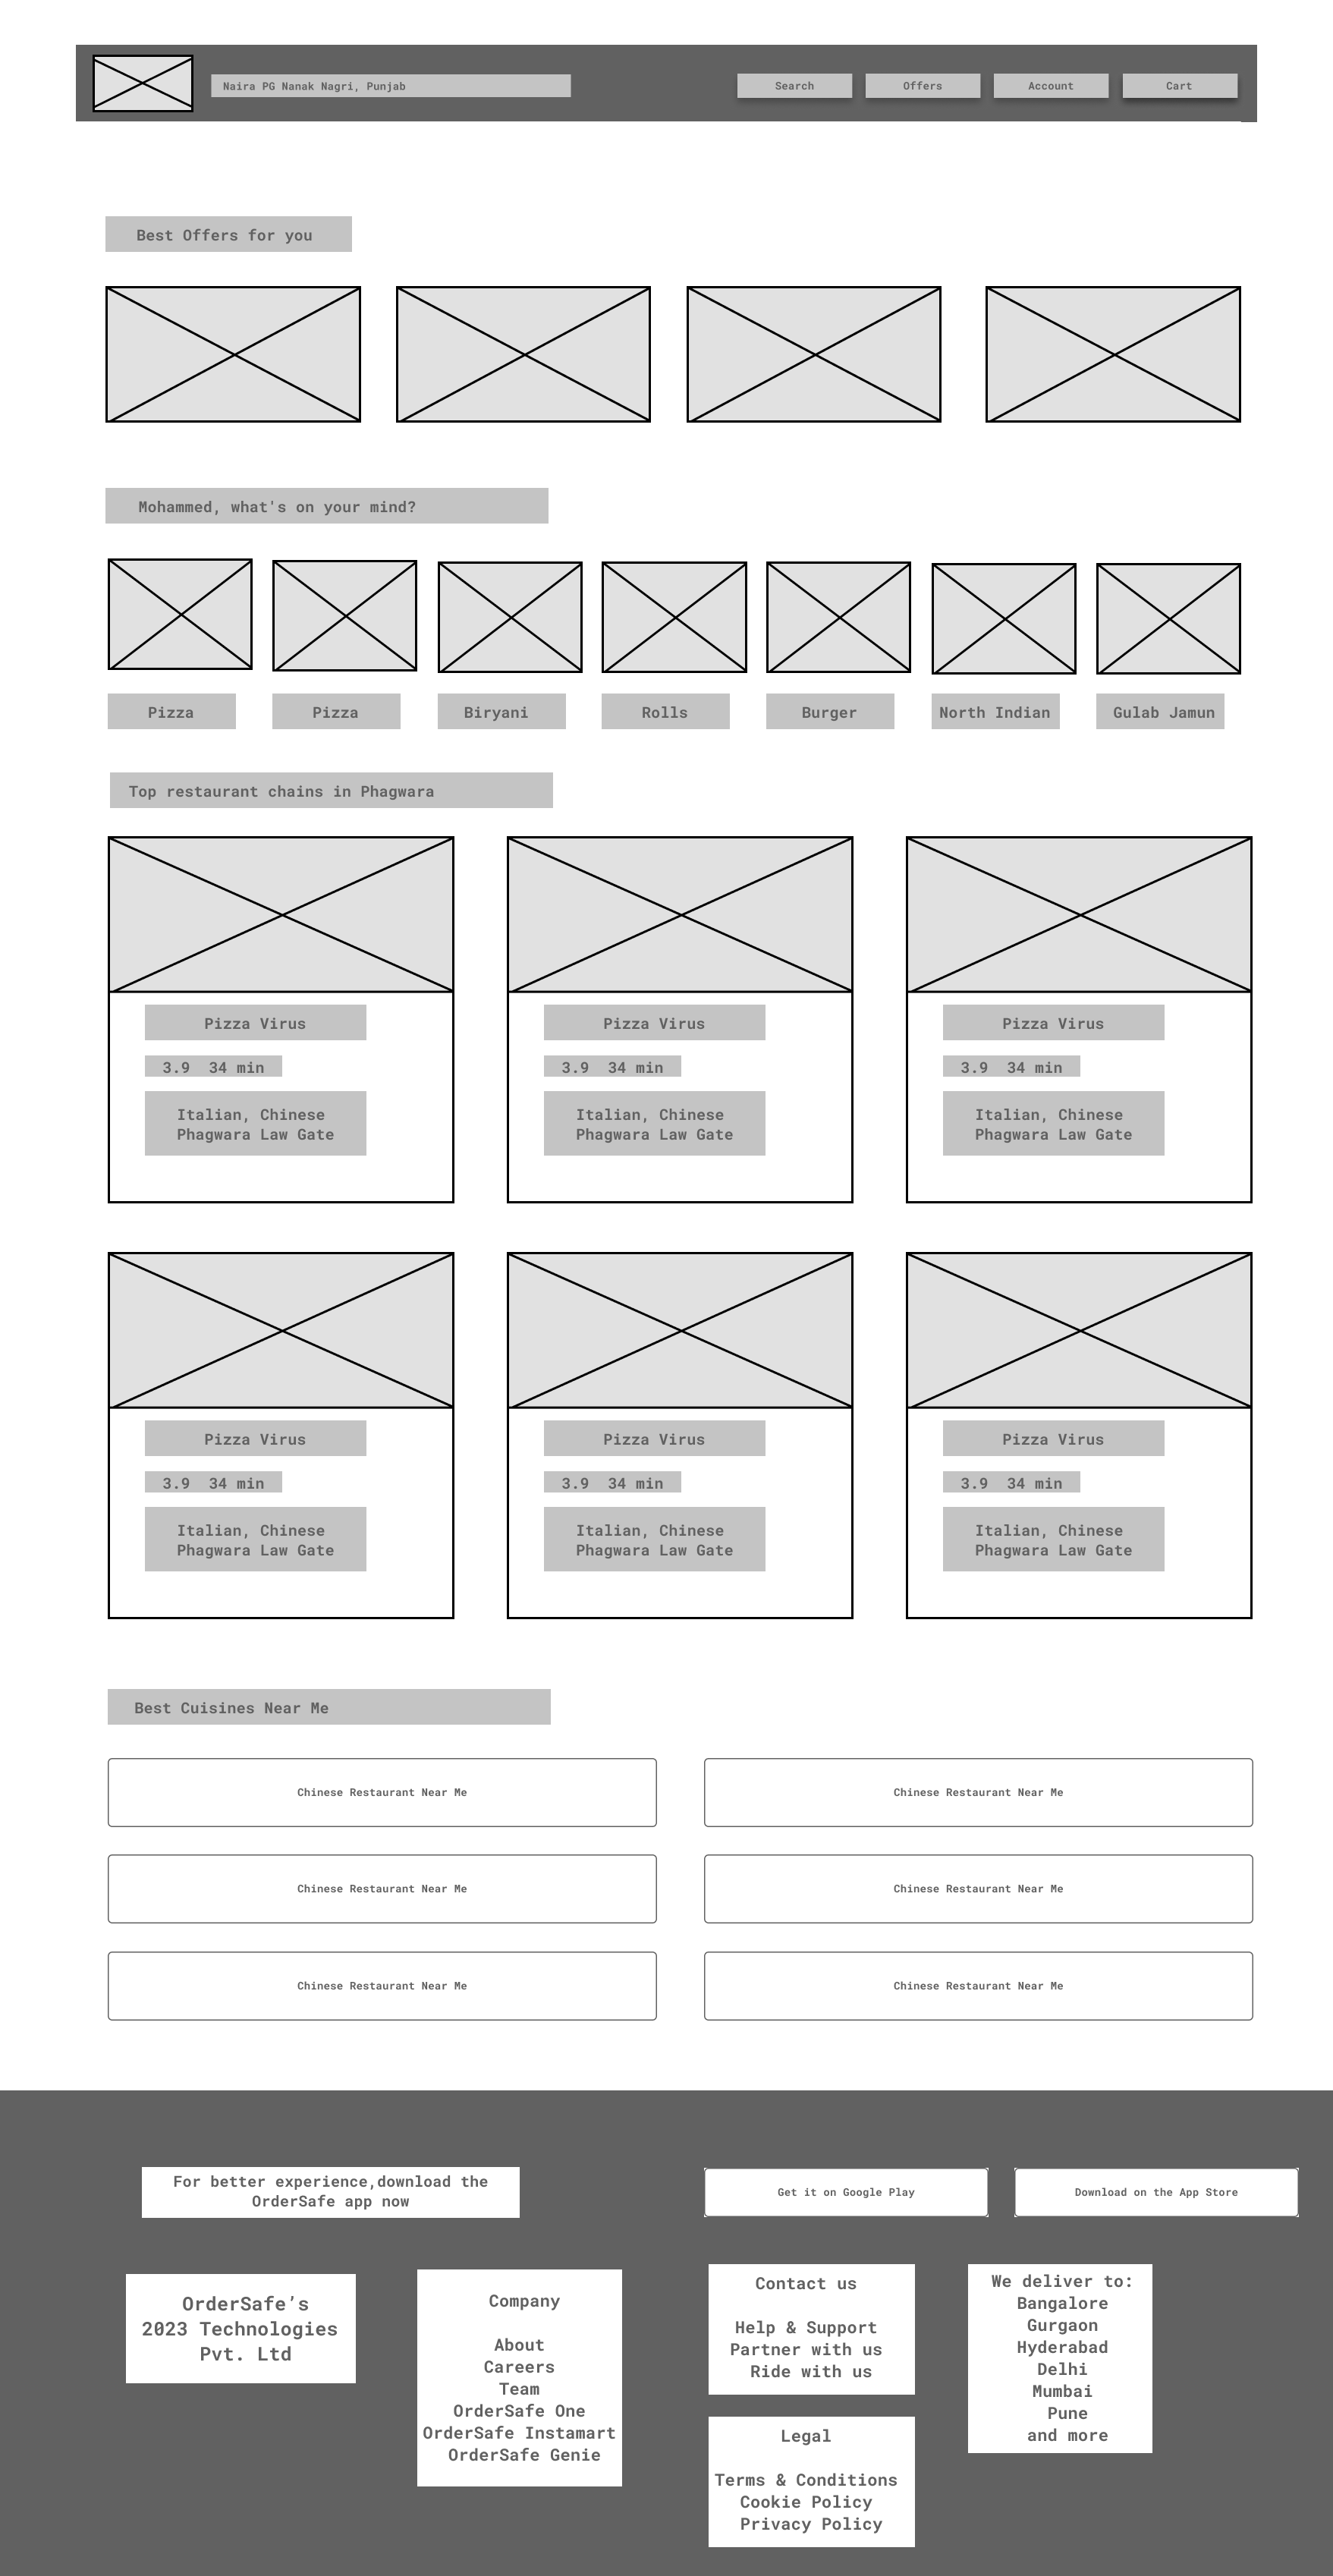 Naira PG Nanak Nagri, Punjab
Search
Offers
Account
Cart
Best Offers for you
Mohammed, what's on your mind?
Pizza
Pizza
Biryani
Rolls
Burger
North Indian
Gulab Jamun
Top restaurant chains in Phagwara
Pizza Virus
3.9 34 min
Italian, Chinese
Phagwara Law Gate
Pizza Virus
3.9 34 min
Italian, Chinese
Phagwara Law Gate
Pizza Virus
3.9 34 min
Italian, Chinese
Phagwara Law Gate
Pizza Virus
3.9 34 min
Italian, Chinese
Phagwara Law Gate
Pizza Virus
3.9 34 min
Italian, Chinese
Phagwara Law Gate
Pizza Virus
3.9 34 min
Italian, Chinese
Phagwara Law Gate
Best Cuisines Near Me
Chinese Restaurant Near Me
Chinese Restaurant Near Me
Chinese Restaurant Near Me
Chinese Restaurant Near Me
Chinese Restaurant Near Me
Chinese Restaurant Near Me
For better experience,download the
OrderSafe app now
Get it on Google Play
Download on the App Store
OrderSafe’s
2023 Technologies
Pvt. Ltd
Company
About
Careers
Team
OrderSafe One
OrderSafe Instamart
OrderSafe Genie
Contact us
Help & Support
Partner with us
Ride with us
Legal
Terms & Conditions
Cookie Policy
Privacy Policy
We deliver to:
Bangalore
Gurgaon
Hyderabad
Delhi
Mumbai
Pune
and more